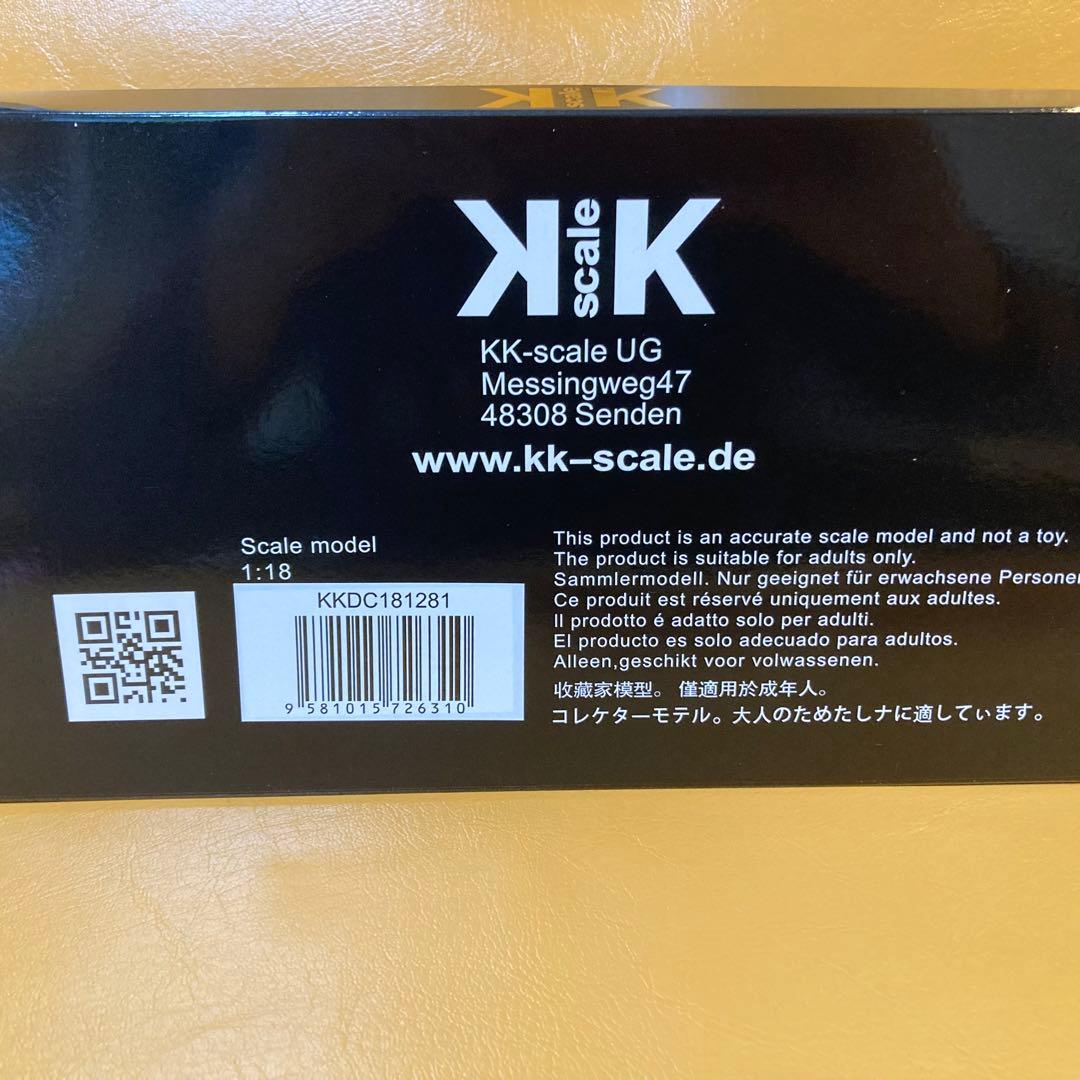 K scale K
K scale K
KK-scale UG
Messingweg47
48308 Senden
www.kk–scale.de
Scale model
1:18
KKDC181281
9 581015 726310
This product is an accurate scale model and not a toy.
The product is suitable for adults only.
Sammlermodell. Nur geeignet für erwachsene
Ce produit est réservé uniquement aux adultes.
Il prodotto é adatto solo per adulti.
El producto es solo adecuado para adultos.
Alleen,geschikt voor volwassenen.
收藏家模型。 僅適用於成年人。
コレケターモテル。大人のためたしナに適してぃます。